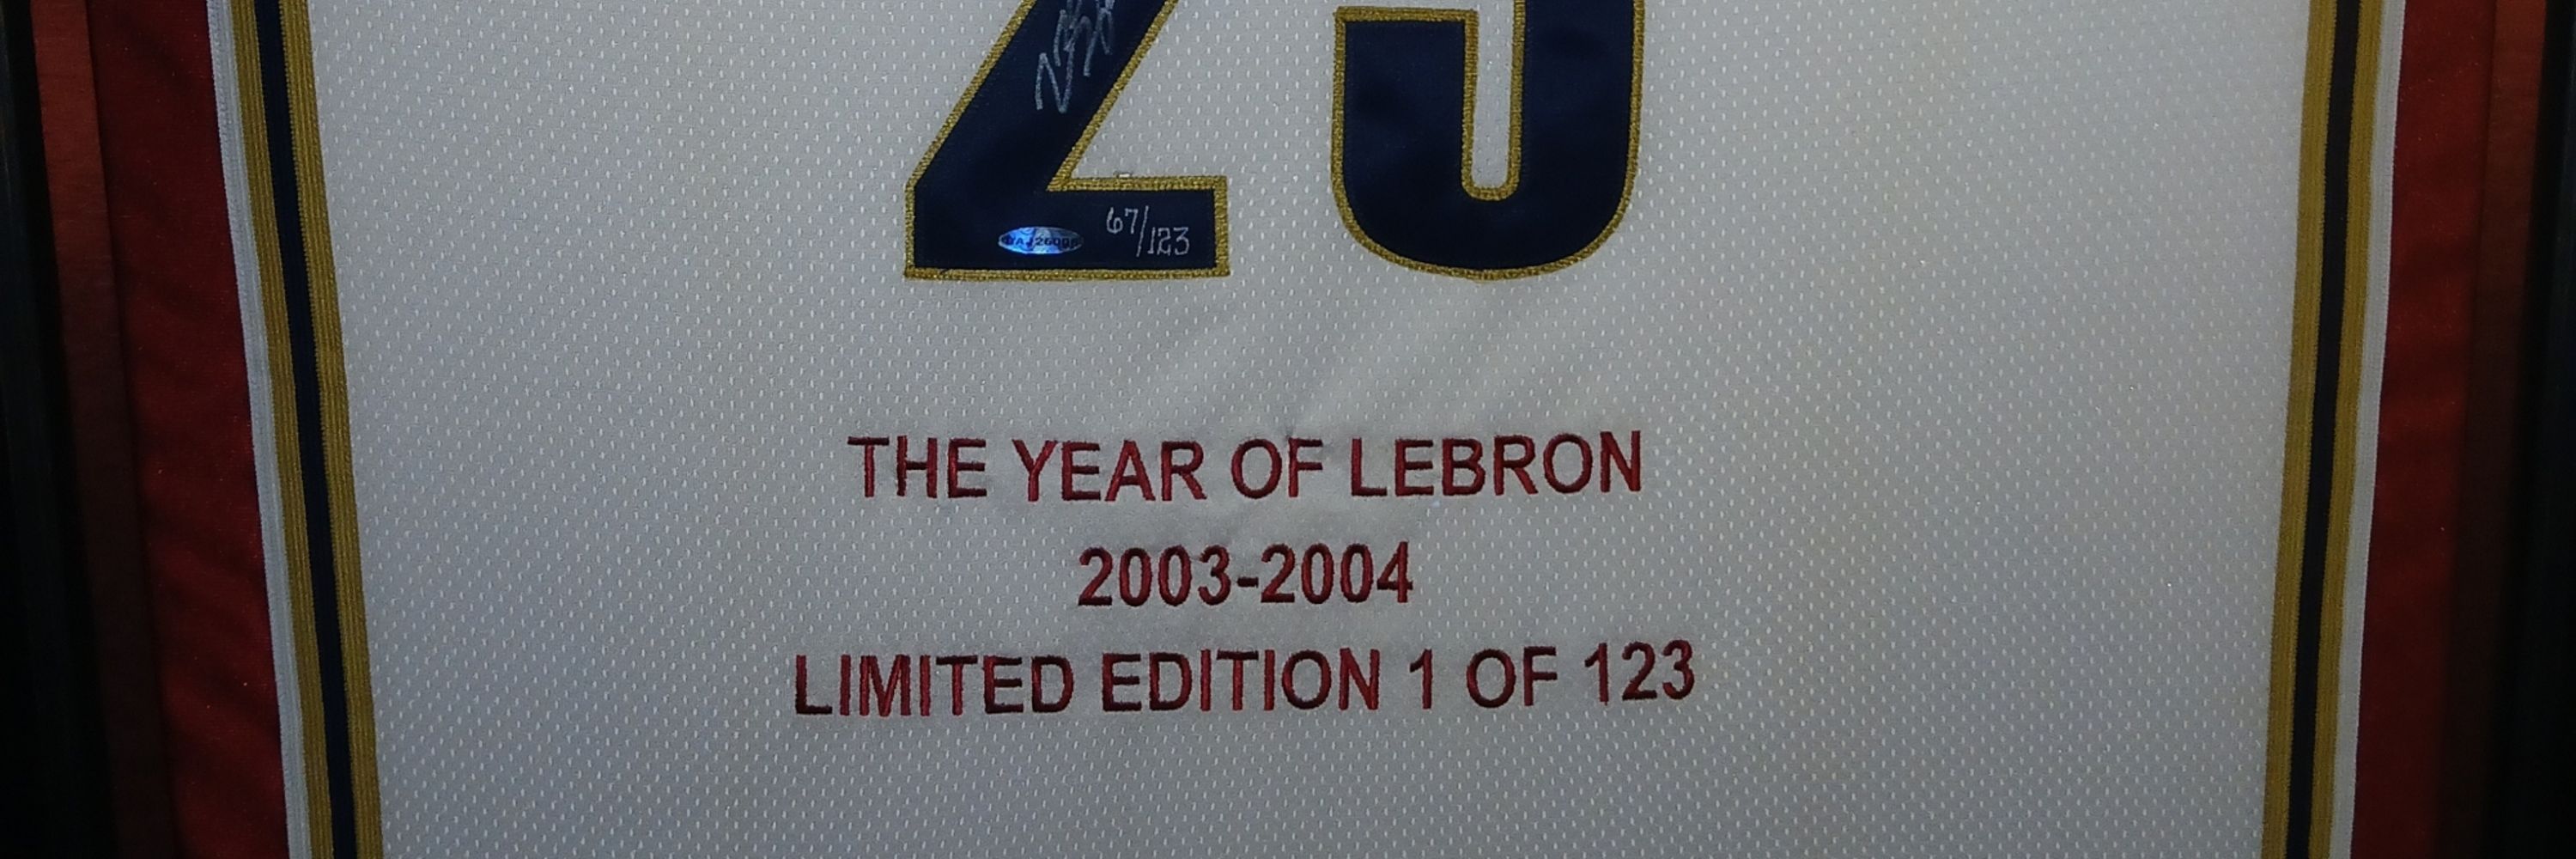 23
67/123
THE YEAR OF LEBRON
2003-2004
LIMITED EDITION 1 OF 123